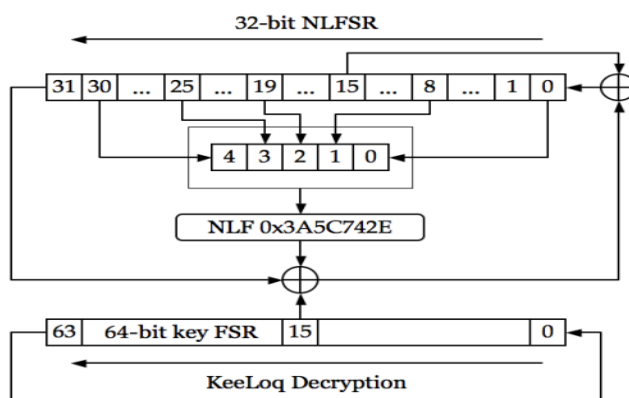 32-bit NLFSR
31 30 ... 25 ... 19 ... 15 ... 8 ... 1 0
4 3 2 1 0
NLF 0x3A5C742E
63 64-bit key FSR 15 0
KeeLoq Decryption